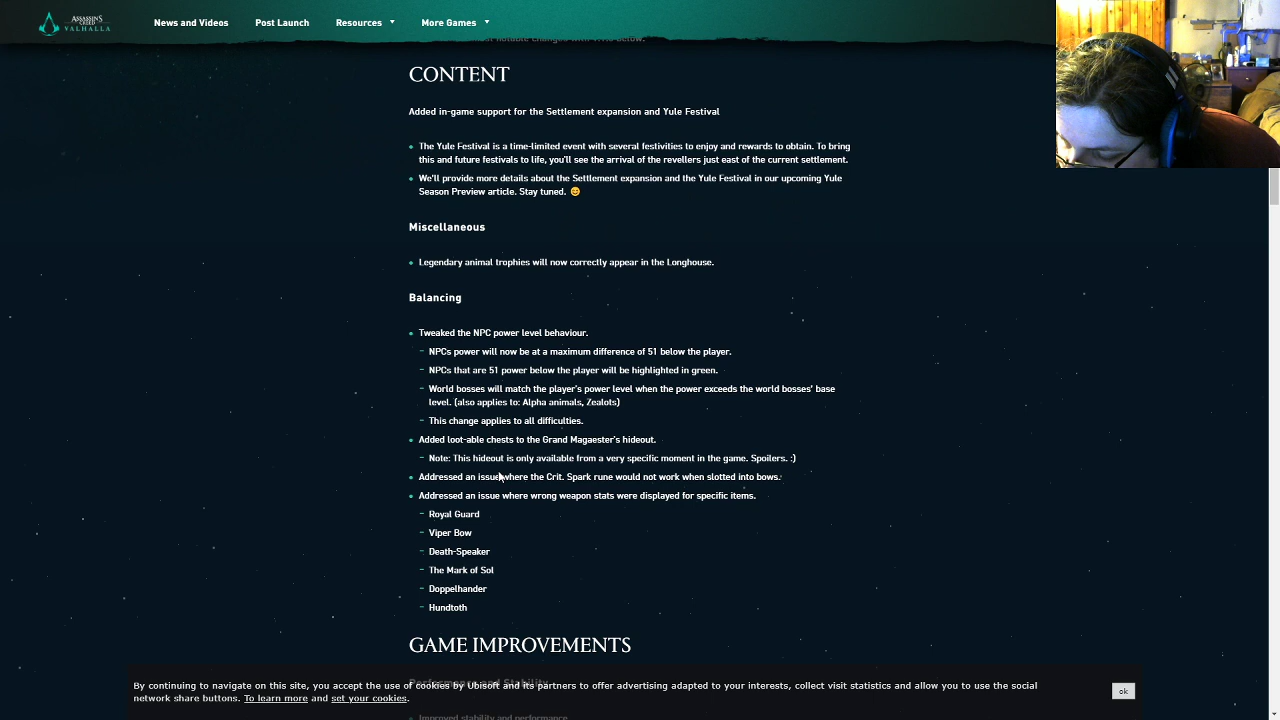 ASSASSIN'S CREED
VALHALLA
News and Videos
Post Launch
Resources
More Games
CONTENT
Added in-game support for the Settlement expansion and Yule Festival
The Yule Festival is a time-limited event with several festivities to enjoy and rewards to obtain. To bring
this and future festivals to life, you'll see the arrival of the revellers just east of the current settlement.
We'll provide more details about the Settlement expansion and the Yule Festival in our upcoming Yule
Season Preview article. Stay tuned. 😊
Miscellaneous
Legendary animal trophies will now correctly appear in the Longhouse.
Balancing
Tweaked the NPC power level behaviour.
– NPCs power will now be at a maximum difference of 51 below the player.
– NPCs that are 51 power below the player will be highlighted in green.
– World bosses will match the player's power level when the power exceeds the world bosses' base
level. (also applies to: Alpha animals, Zealots)
– This change applies to all difficulties.
Added loot-able chests to the Grand Magaester's hideout.
– Note: This hideout is only available from a very specific moment in the game. Spoilers. :)
Addressed an issue where the Crit. Spark rune would not work when slotted into bows.
Addressed an issue where wrong weapon stats were displayed for specific items.
– Royal Guard
– Viper Bow
– Death-Speaker
– The Mark of Sol
– Doppelhander
– Hundtoth
GAME IMPROVEMENTS
Performance and Stability
By continuing to navigate on this site, you accept the use of cookies by Ubisoft and its partners to offer advertising adapted to your interests, collect visits statistics and allow you to use the social
network share buttons. To learn more and set your cookies.
ok
Improved stability and performance.